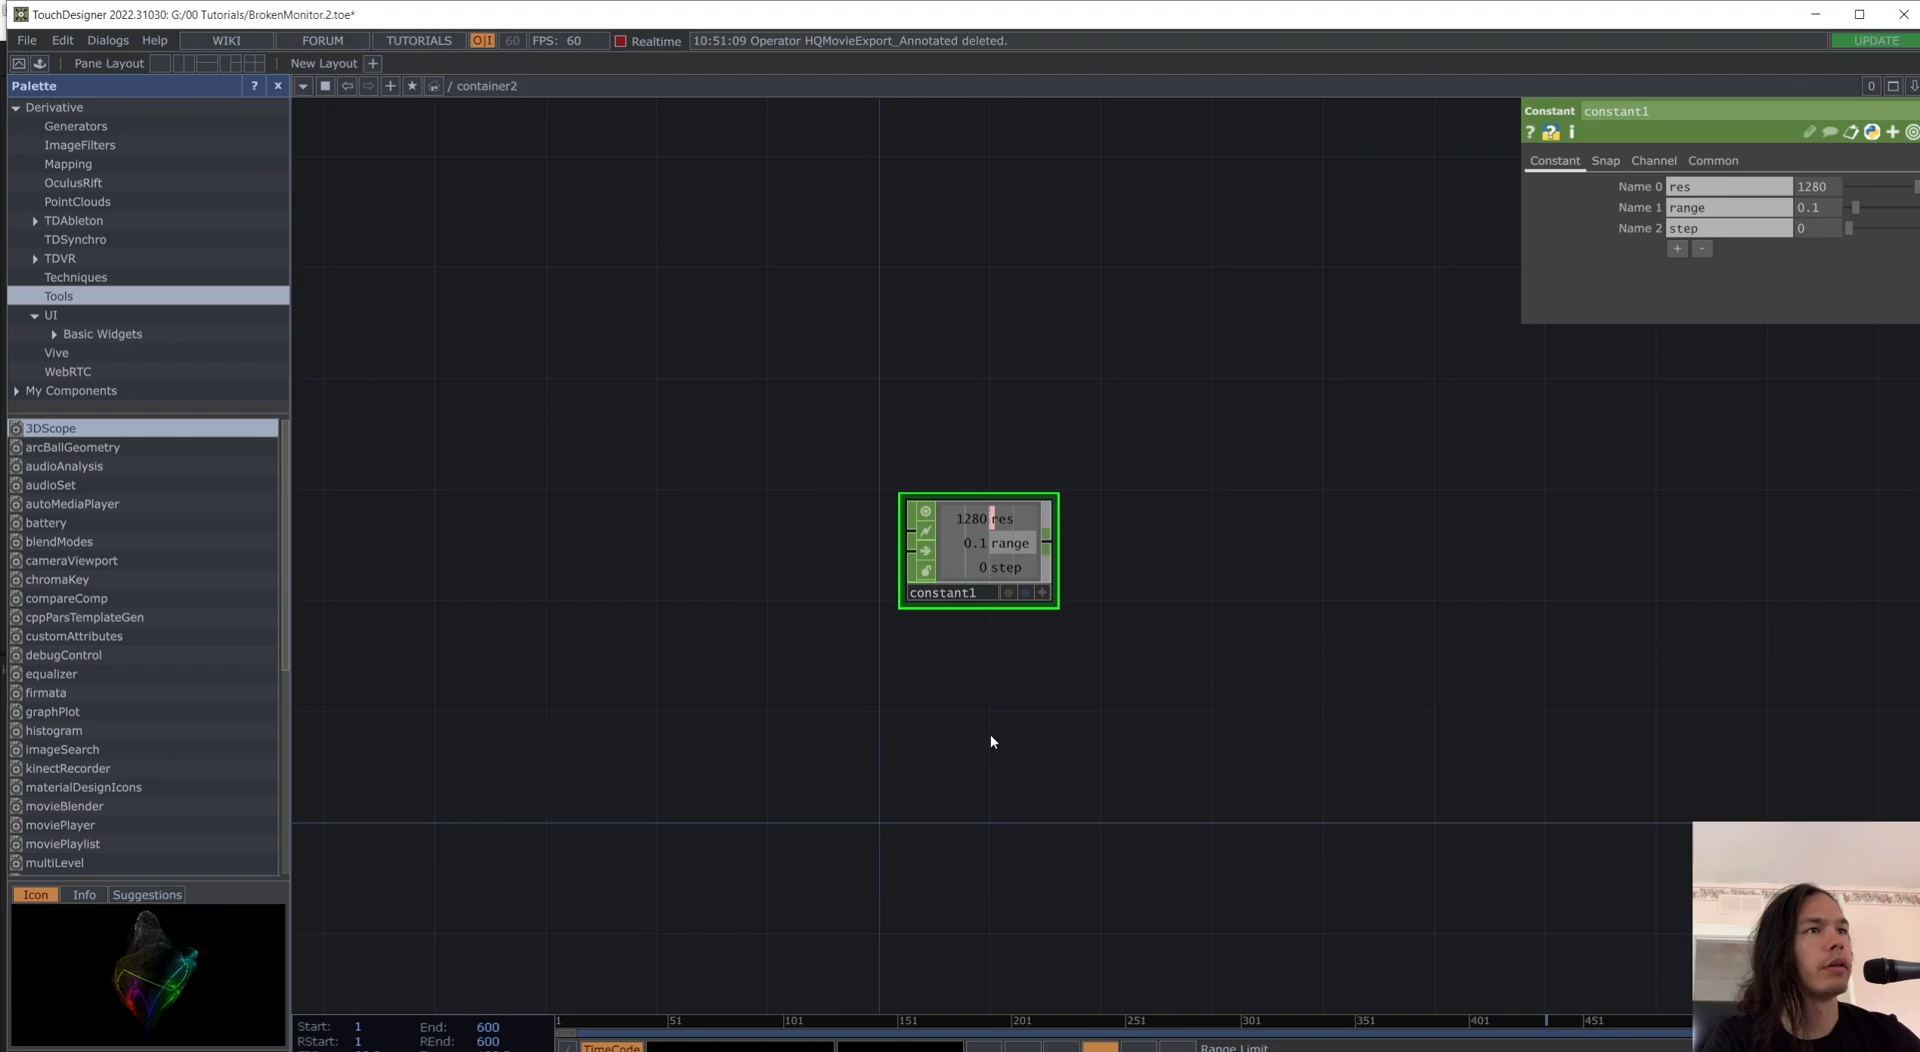 TouchDesigner 2022.31030: G:/00 Tutorials/BrokenMonitor.2.toe*
File Edit Dialogs Help WIKI FORUM TUTORIALS O|I 60 FPS: 60 Realtime 10:51:09 Operator HQMovieExport_Annotated deleted. UPDATE
Pane Layout New Layout +
Palette ? x / container2 0
Derivative
Generators
ImageFilters
Mapping
OculusRift
PointClouds
TDAbleton
TDSynchro
TDVR
Techniques
Tools
UI
Basic Widgets
Vive
WebRTC
My Components
3DScope
arcBallGeometry
audioAnalysis
audioSet
autoMediaPlayer
battery
blendModes
cameraViewport
chromaKey
compareComp
cppParsTemplateGen
customAttributes
debugControl
equalizer
firmata
graphPlot
histogram
imageSearch
kinectRecorder
materialDesignIcons
movieBlender
moviePlayer
moviePlaylist
multiLevel
Icon Info Suggestions
1280 res
0.1 range
0 step
constant1
Constant constant1
? ? i
Constant Snap Channel Common
Name 0 res 1280
Name 1 range 0.1
Name 2 step 0
+ -
Start: 1 End: 600
RStart: 1 REnd: 600
1 51 101 151 201 251 301 351 401 451
TimeCode Range Limit